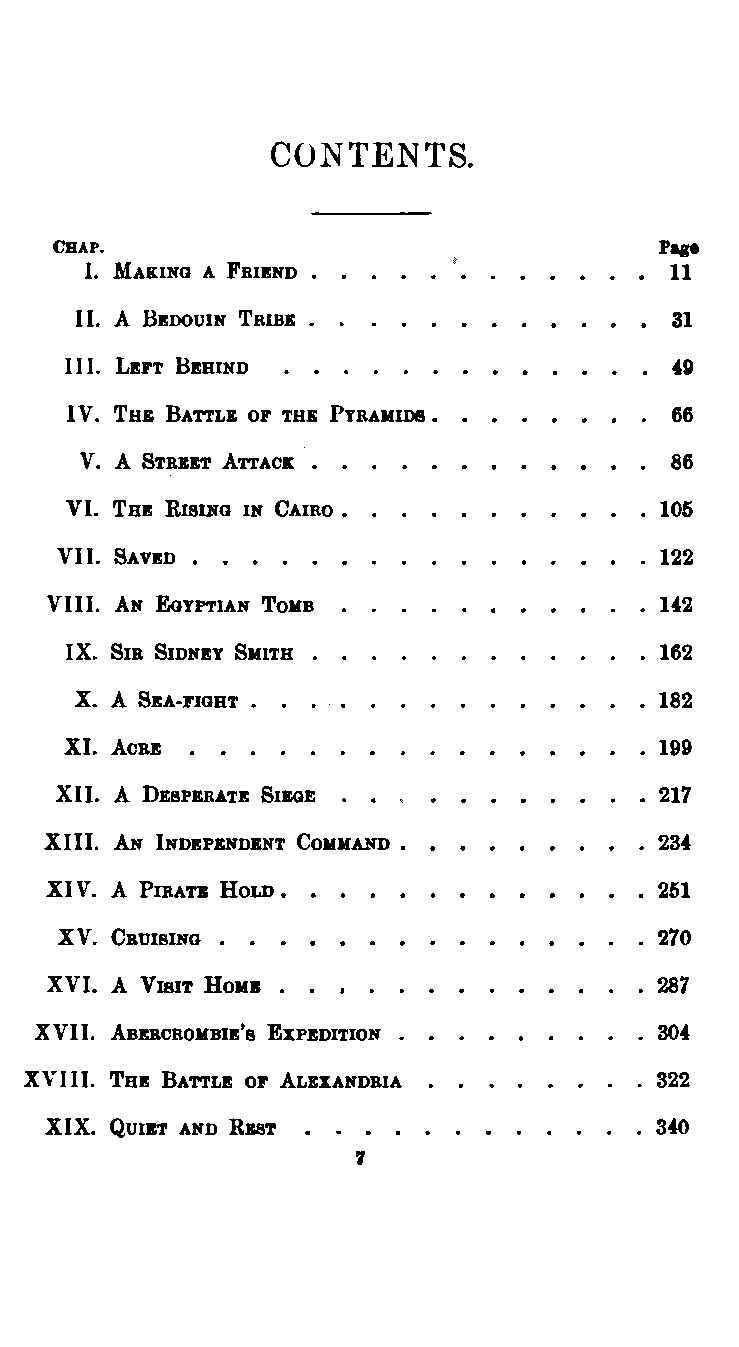 CONTENTS.
CHAP. Page
I. MAKING A FRIEND . . . . . . . . . . . . 11
II. A BEDOUIN TRIBE . . . . . . . . . . . . 31
III. LEFT BEHIND . . . . . . . . . . . . . 49
IV. THE BATTLE OF THE PYRAMIDS . . . . . . . . 66
V. A STREET ATTACK . . . . . . . . . . . . 86
VI. THE RISING IN CAIRO . . . . . . . . . . . 105
VII. SAVED . . . . . . . . . . . . . . . . 122
VIII. AN EGYPTIAN TOMB . . . . . . . . . . . 142
IX. SIR SIDNEY SMITH . . . . . . . . . . . . 162
X. A SEA-FIGHT . . . . . . . . . . . . . . 182
XI. ACRE . . . . . . . . . . . . . . . . 199
XII. A DESPERATE SIEGE . . . . . . . . . . . 217
XIII. AN INDEPENDENT COMMAND . . . . . . . . . 234
XIV. A PIRATE HOLD . . . . . . . . . . . . . 251
XV. CRUISING . . . . . . . . . . . . . . . 270
XVI. A VISIT HOME . . . . . . . . . . . . . 287
XVII. ABERCROMBIE'S EXPEDITION . . . . . . . . . 304
XVIII. THE BATTLE OF ALEXANDRIA . . . . . . . . 322
XIX. QUIET AND REST . . . . . . . . . . . . 340
7